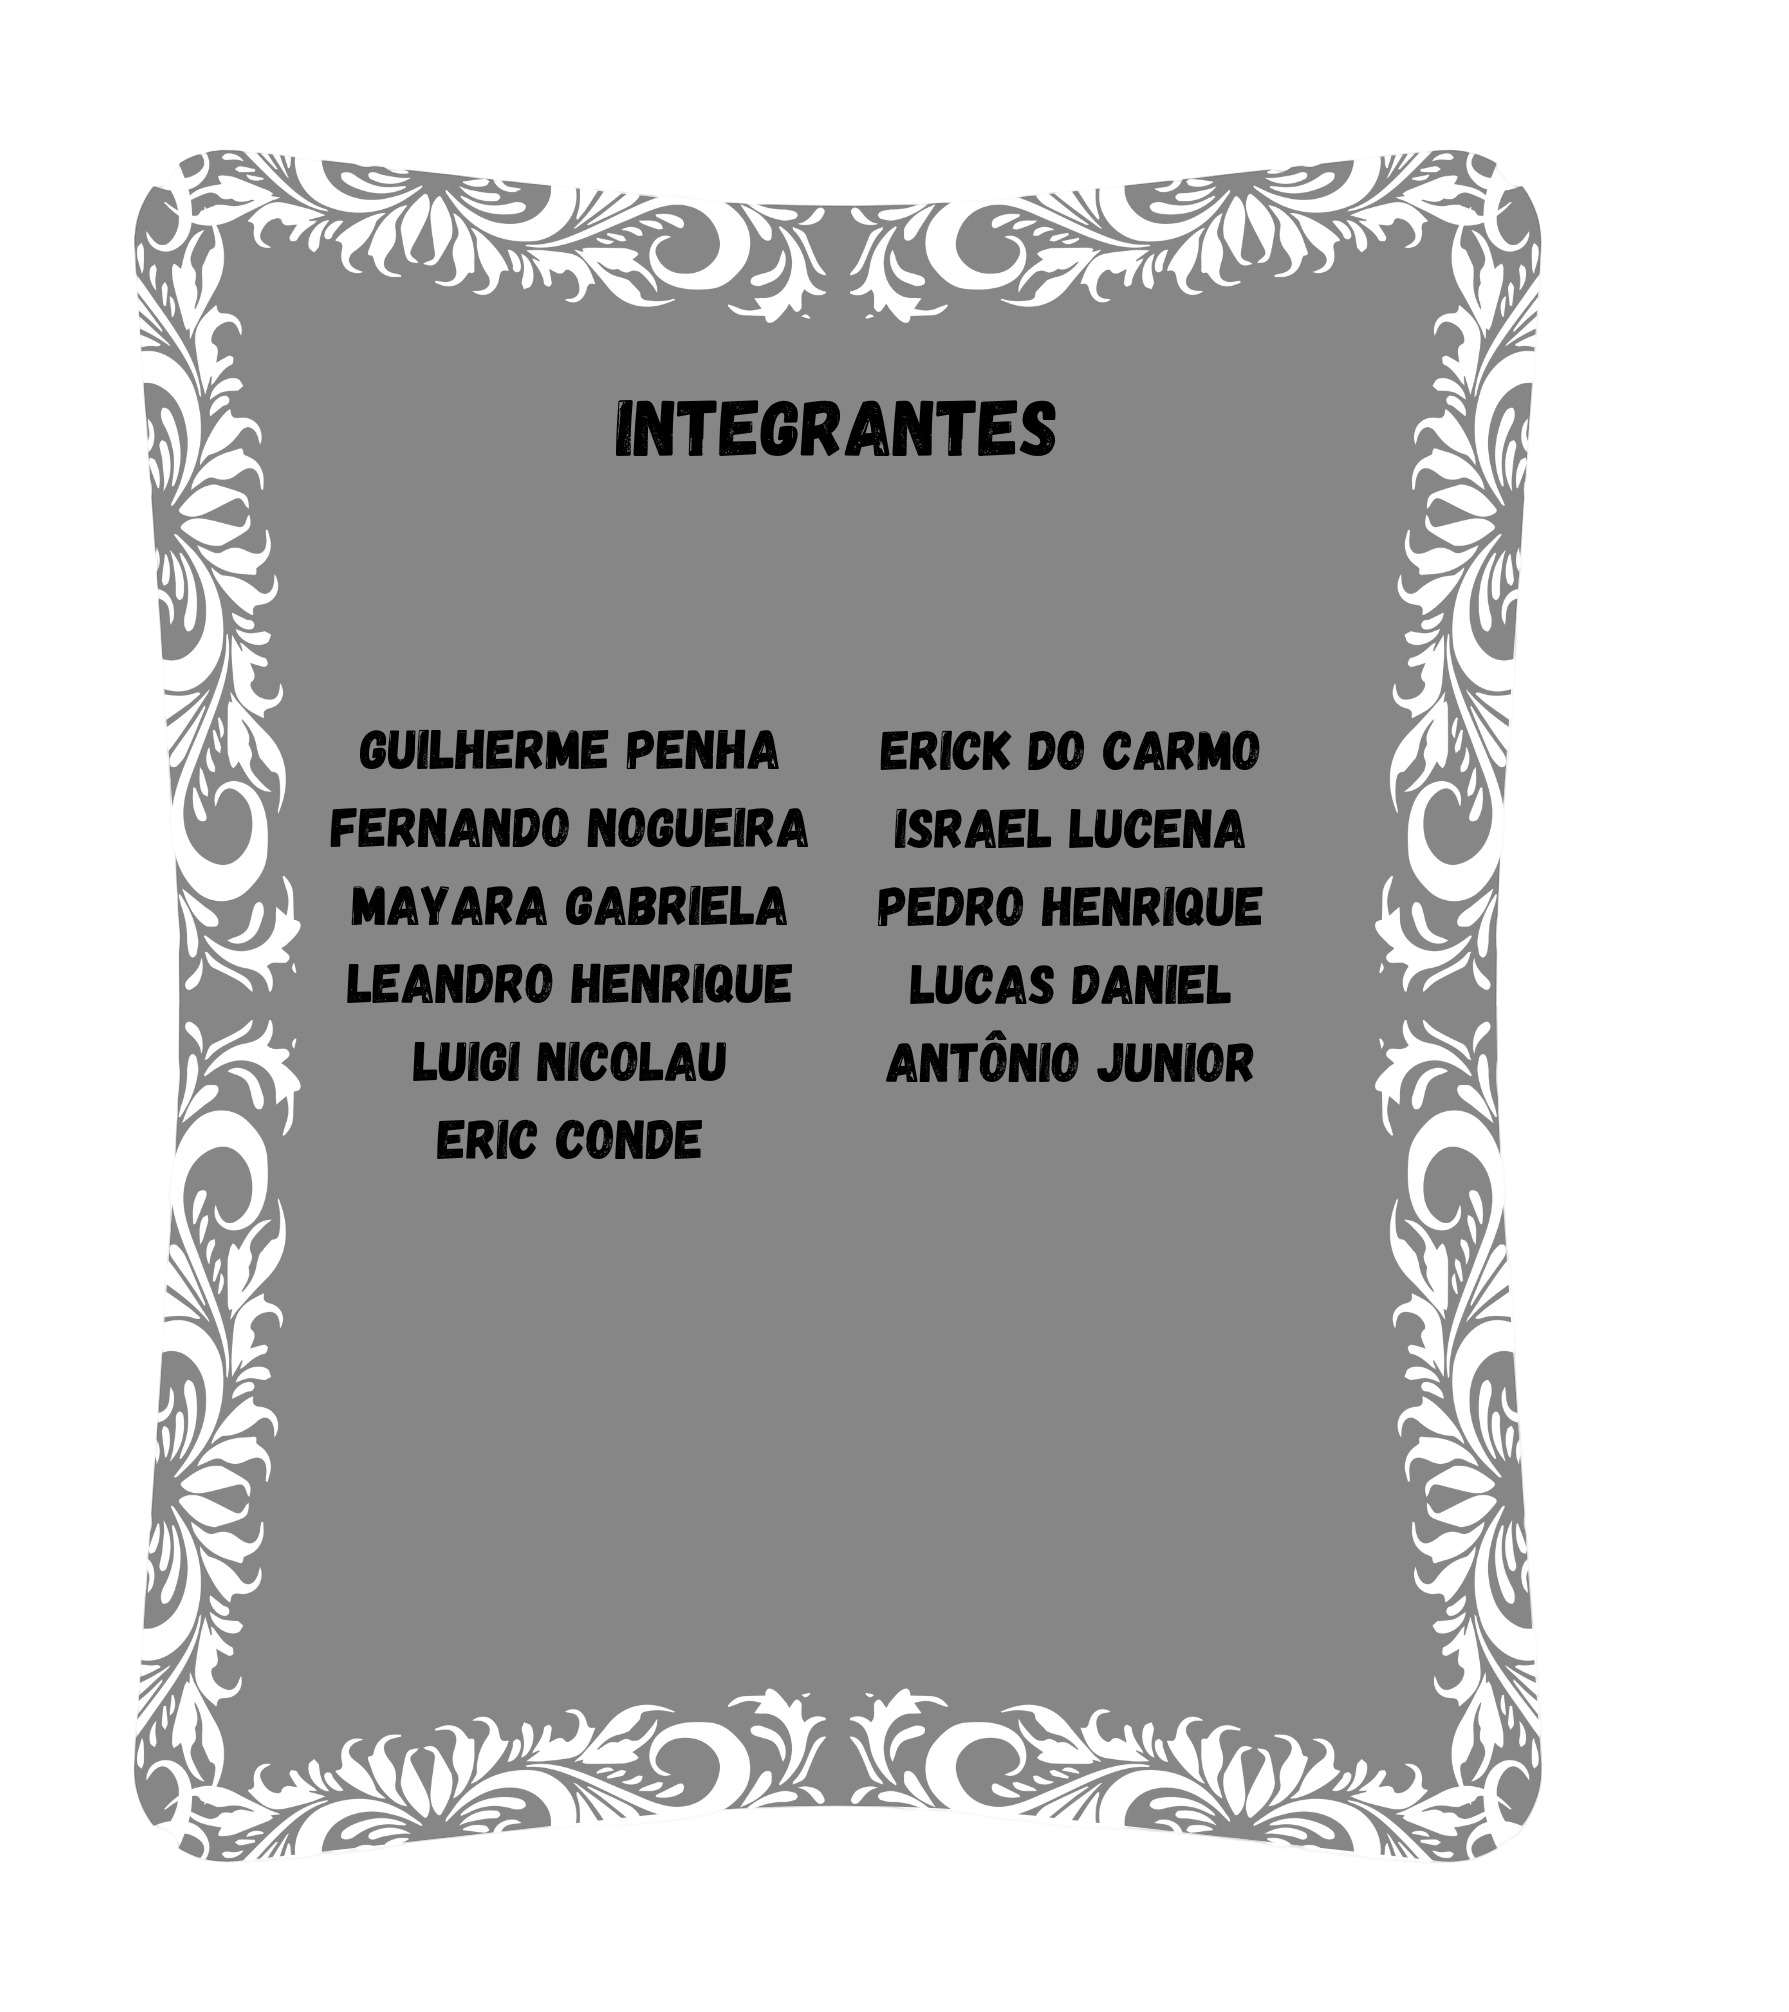 INTEGRANTES
GUILHERME PENHA
FERNANDO NOGUEIRA
MAYARA GABRIELA
LEANDRO HENRIQUE
LUIGI NICOLAU
ERIC CONDE
ERICK DO CARMO
ISRAEL LUCENA
PEDRO HENRIQUE
LUCAS DANIEL
ANTÔNIO JUNIOR